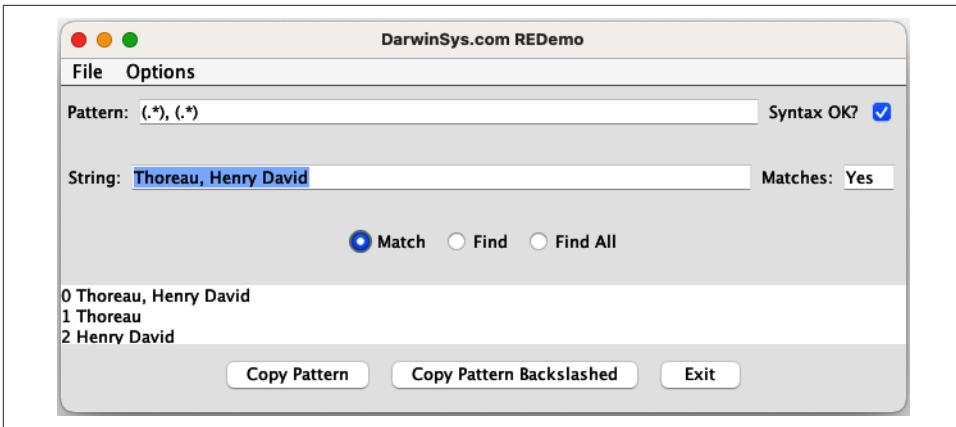 DarwinSys.com REDemo
File Options
Pattern: (.*), (.*) Syntax OK?
String: Thoreau, Henry David Matches: Yes
Match Find Find All
0 Thoreau, Henry David
1 Thoreau
2 Henry David
Copy Pattern Copy Pattern Backslashed Exit